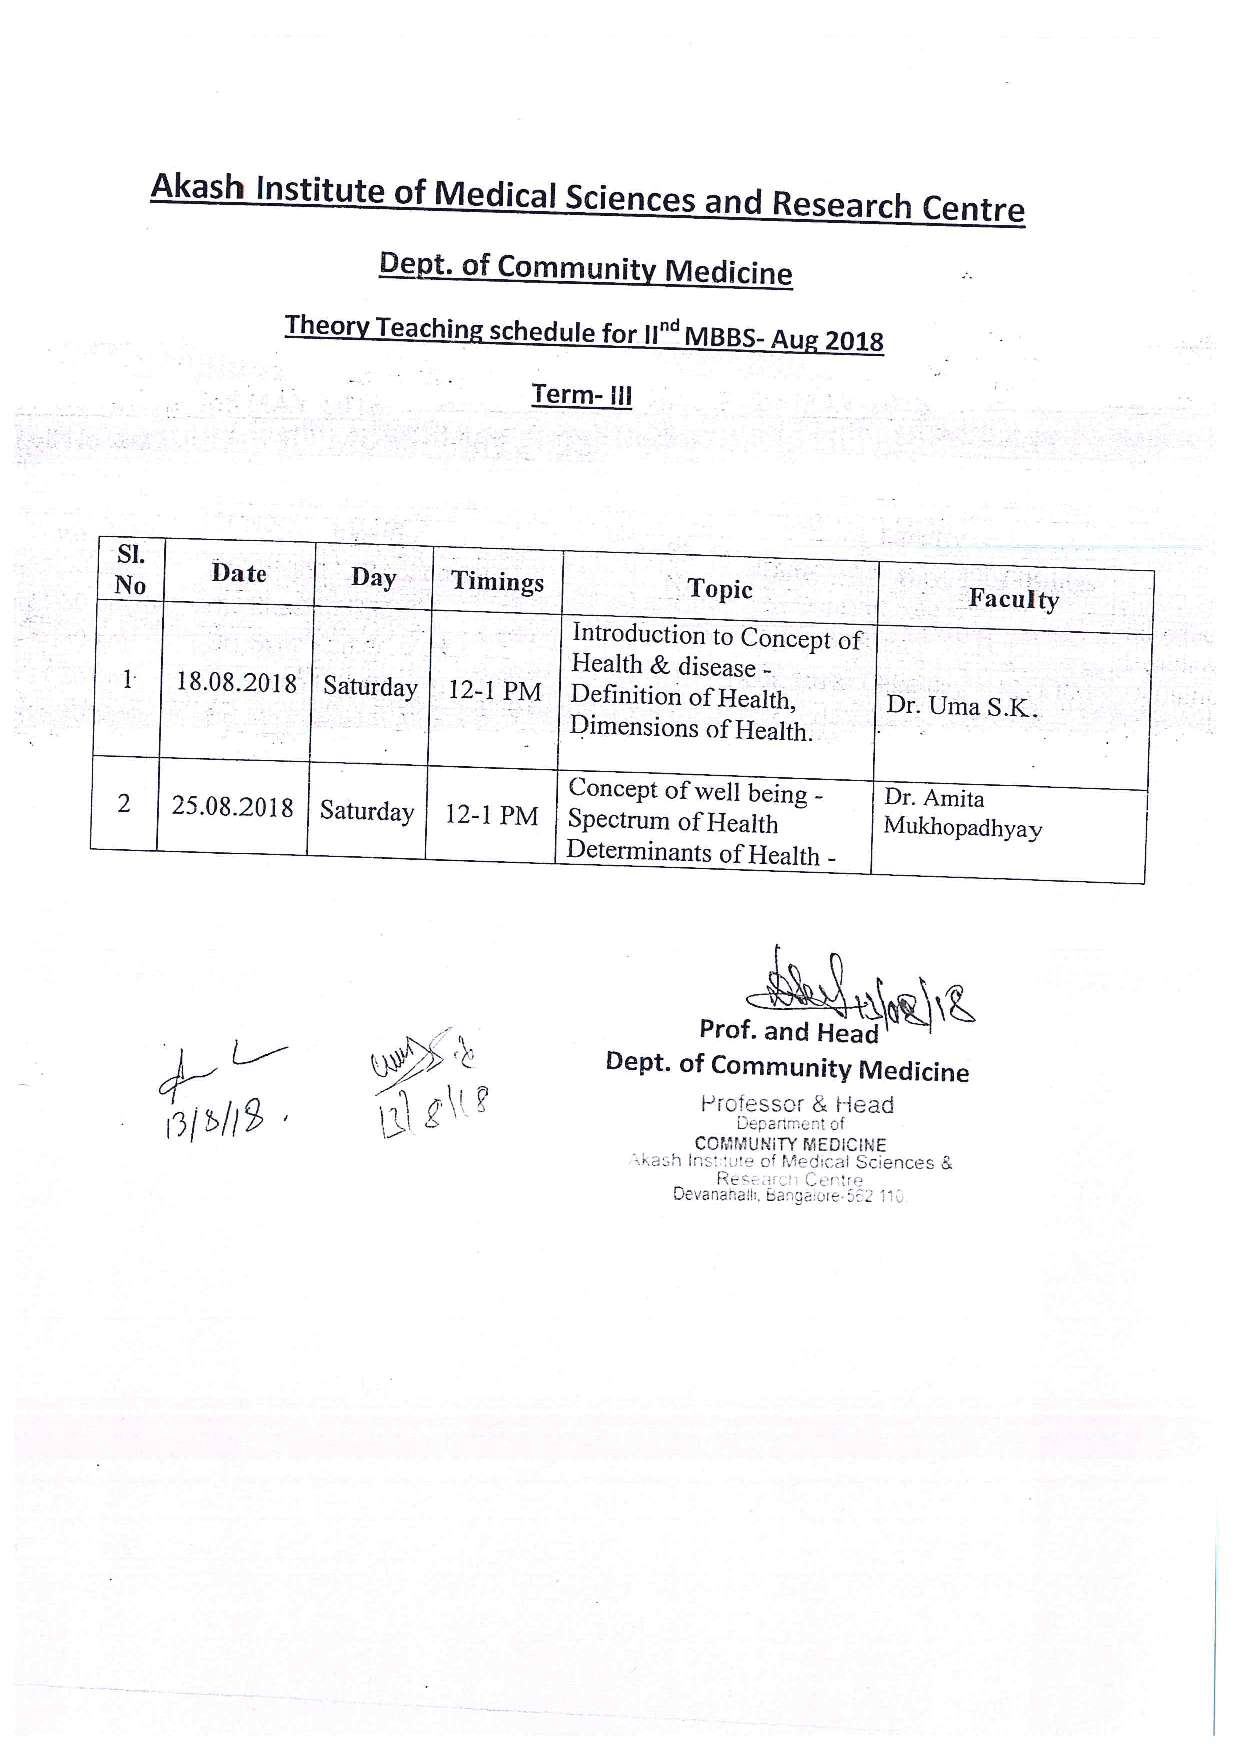 Akash Institute of Medical Sciences and Research Centre
Dept. of Community Medicine
Theory Teaching schedule for IInd MBBS- Aug 2018
Term- III
Sl. No Date Day Timings Topic Faculty
1 18.08.2018 Saturday 12-1 PM Introduction to Concept of
Health & disease -
Definition of Health,
Dimensions of Health.
Dr. Uma S.K.
2 25.08.2018 Saturday 12-1 PM Concept of well being -
Spectrum of Health
Determinants of Health -
Dr. Amita
Mukhopadhyay
13/8/18.
13/8/18
13/08/18
Prof. and Head
Dept. of Community Medicine
Professor & Head
Department of
COMMUNITY MEDICINE
Akash Institute of Medical Sciences &
Research Centre
Devanahalli, Bangalore-562 110